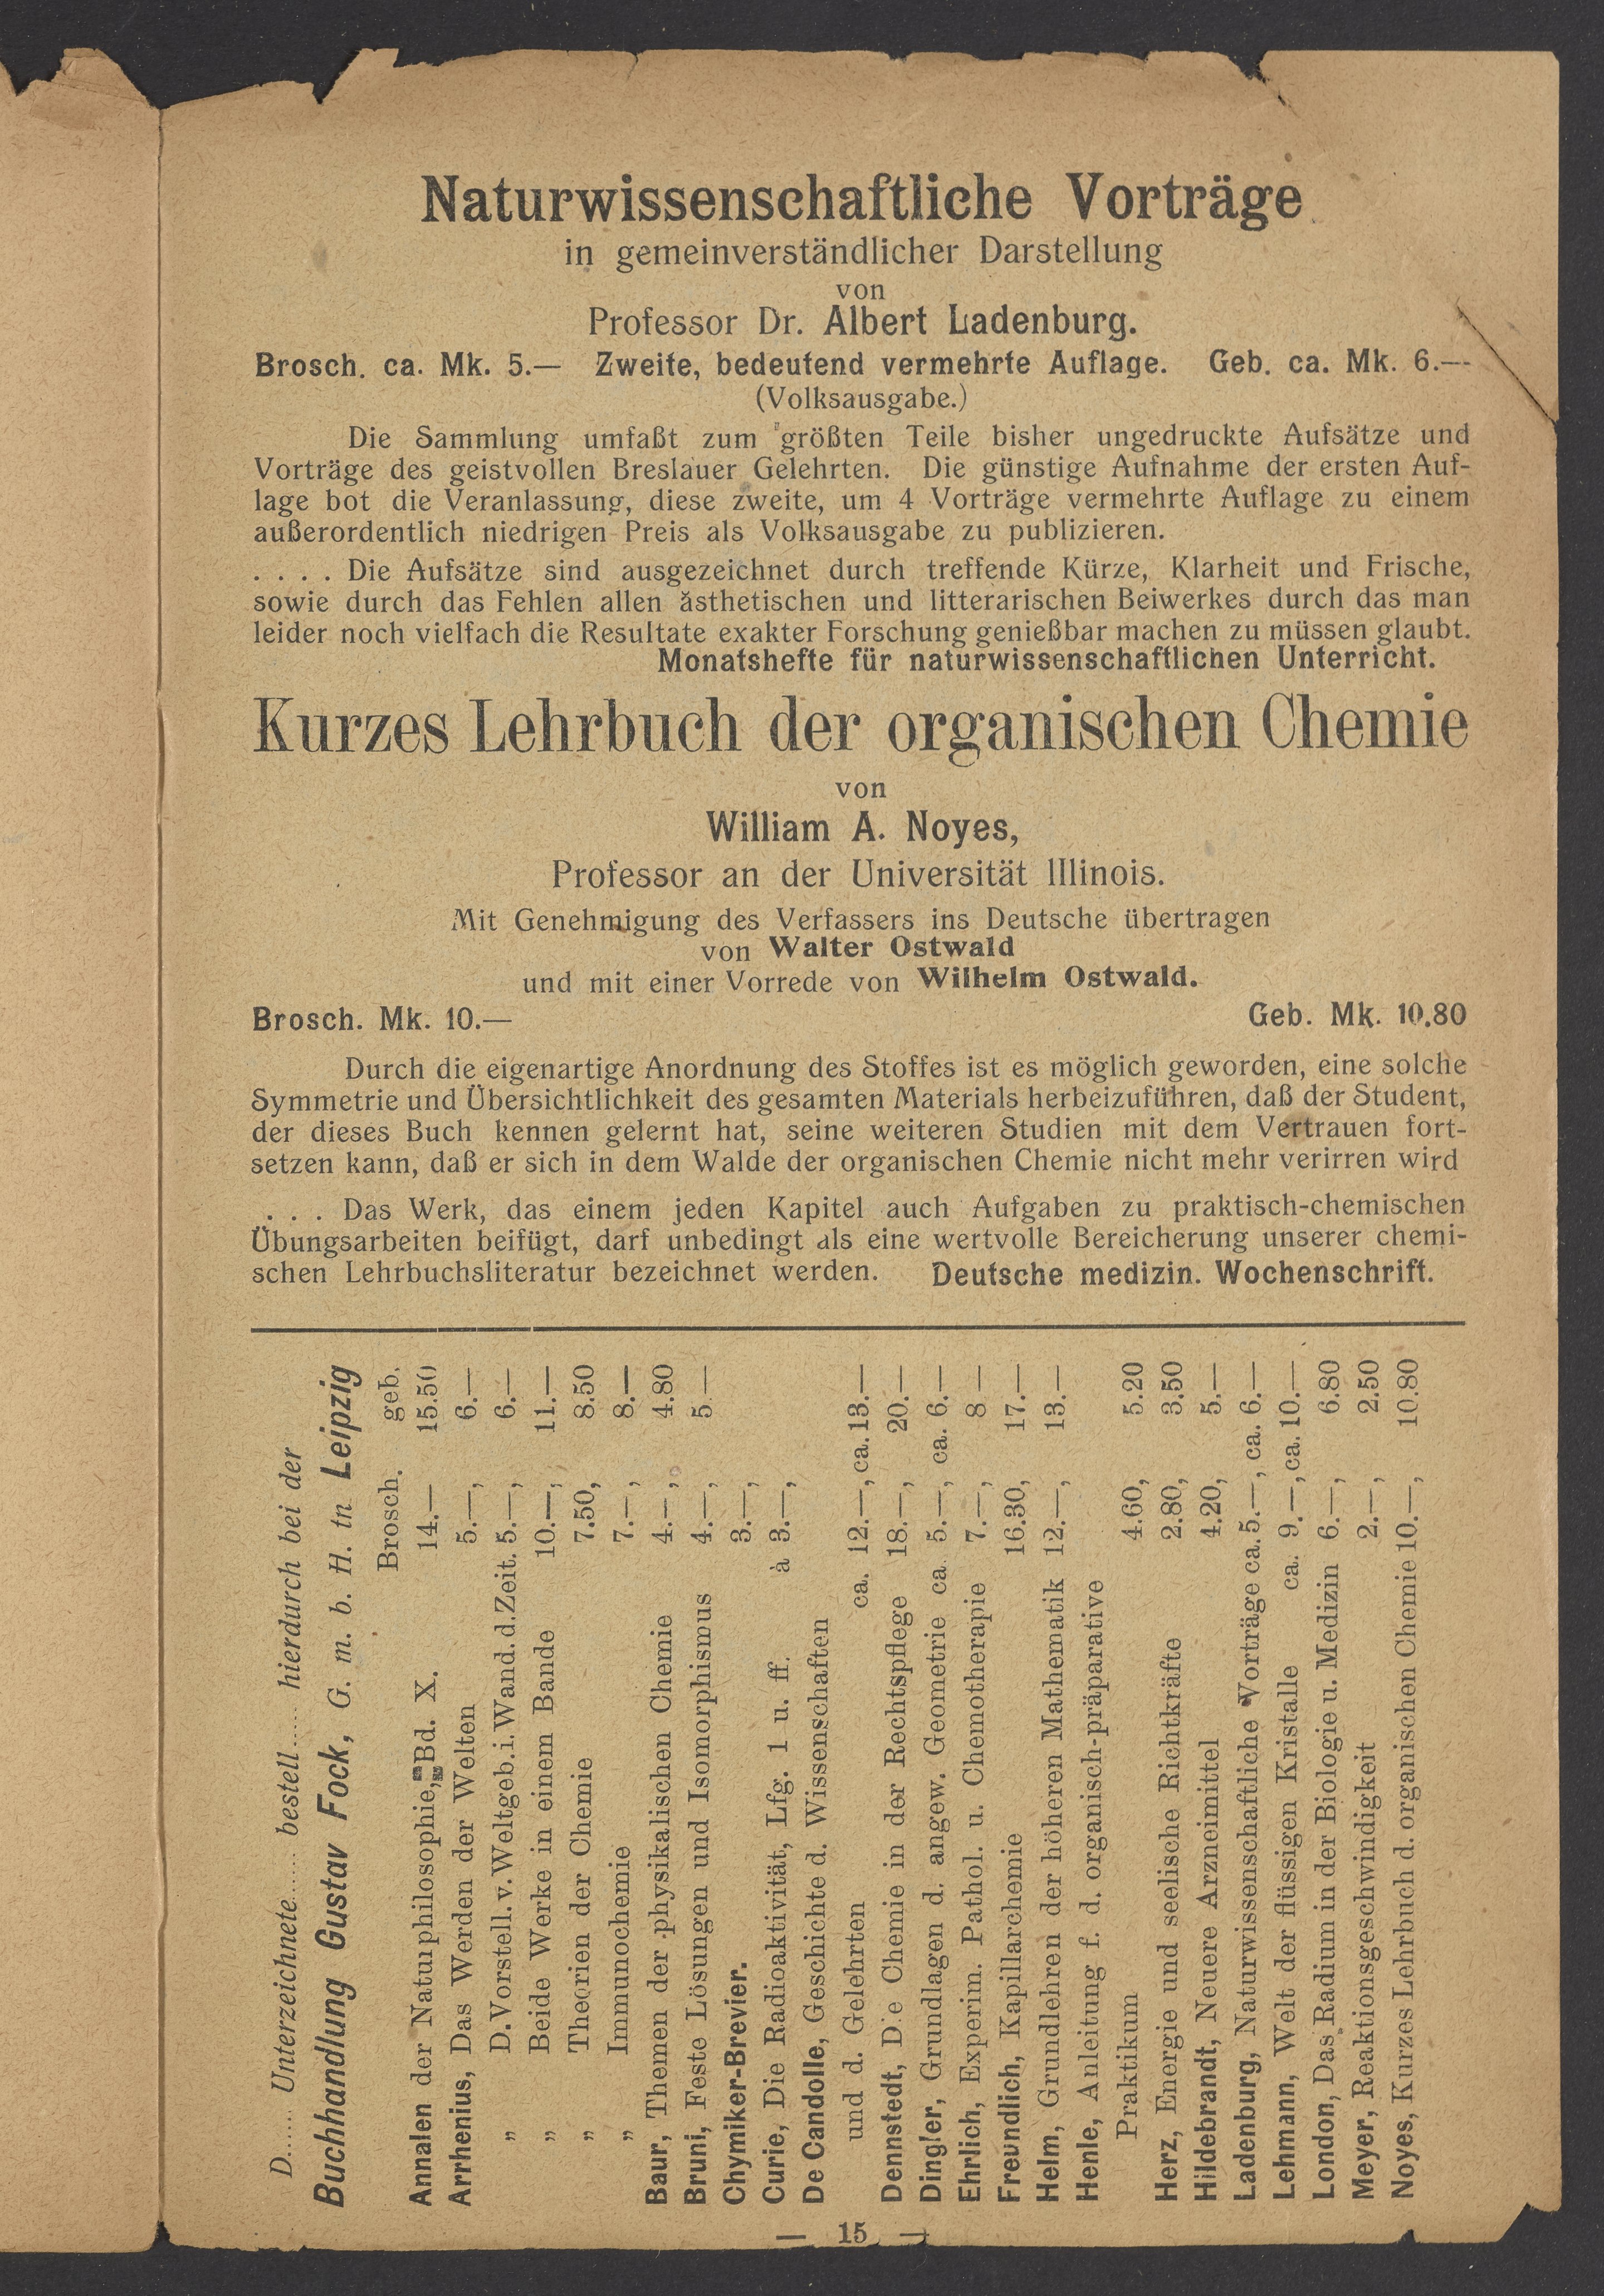 Naturwissenschaftliche Vorträge
in gemeinverständlicher Darstellung
von
Professor Dr. Albert Ladenburg.
Brosch. ca. Mk. 5.— Zweite, bedeutend vermehrte Auflage. Geb. ca. Mk. 6.—
(Volksausgabe.)
Die Sammlung umfaßt zum größten Teile bisher ungedruckte Aufsätze und
Vorträge des geistvollen Breslauer Gelehrten. Die günstige Aufnahme der ersten Auf-
lage bot die Veranlassung, diese zweite, um 4 Vorträge vermehrte Auflage zu einem
außerordentlich niedrigen Preis als Volksausgabe zu publizieren.
. . . . Die Aufsätze sind ausgezeichnet durch treffende Kürze, Klarheit und Frische,
sowie durch das Fehlen allen ästhetischen und litterarischen Beiwerkes durch das man
leider noch vielfach die Resultate exakter Forschung genießbar machen zu müssen glaubt.
Monatshefte für naturwissenschaftlichen Unterricht.
Kurzes Lehrbuch der organischen Chemie
von
William A. Noyes,
Professor an der Universität Illinois.
Mit Genehmigung des Verfassers ins Deutsche übertragen
von Walter Ostwald
und mit einer Vorrede von Wilhelm Ostwald.
Brosch. Mk. 10.— Geb. Mk. 10.80
Durch die eigenartige Anordnung des Stoffes ist es möglich geworden, eine solche
Symmetrie und Übersichtlichkeit des gesamten Materials herbeizuführen, daß der Student,
der dieses Buch kennen gelernt hat, seine weiteren Studien mit dem Vertrauen fort-
setzen kann, daß er sich in dem Walde der organischen Chemie nicht mehr verirren wird
. . . Das Werk, das einem jeden Kapitel auch Aufgaben zu praktisch-chemischen
Übungsarbeiten beifügt, darf unbedingt als eine wertvolle Bereicherung unserer chemi-
schen Lehrbuchsliteratur bezeichnet werden. Deutsche medizin. Wochenschrift.
D...... Unterzeichnete...... bestell..... hierdurch bei der
Buchhandlung Gustav Fock, G. m. b. H. in Leipzig
Brosch. geb.
Annalen der Naturphilosophie, Bd. X. 14.— 15.50
Arrhenius, Das Werden der Welten 5.—, 6.—
„ D. Vorstell. v. Weltgeb. i. Wand. d. Zeit. 5.—, 6.—
„ Beide Werke in einem Bande 10.—, 11.—
„ Theorien der Chemie 7.50, 8.50
„ Immunochemie 7.—, 8.—
Baur, Themen der physikalischen Chemie 4.—, 4.80
Bruni, Feste Lösungen und Isomorphismus 4.—, 5.—
Chymiker-Brevier. 3.—,
Curie, Die Radioaktivität, Lfg. 1 u. ff. à 3.—,
De Candolle, Geschichte d. Wissenschaften
und d. Gelehrten ca. 12.—, ca. 13.—
Dennstedt, Die Chemie in der Rechtspflege 18.—, 20.—
Dingler, Grundlagen d. angew. Geometrie ca. 5.—, ca. 6.—
Ehrlich, Experim. Pathol. u. Chemotherapie 7.—, 8 —
Freundlich, Kapillarchemie 16.30, 17.—
Helm, Grundlehren der höheren Mathematik 12.—, 13.—
Henle, Anleitung f. d. organisch-präparative
Praktikum 4.60, 5.20
Herz, Energie und seelische Richtkräfte 2.80, 3.50
Hildebrandt, Neuere Arzneimittel 4.20, 5.—
Ladenburg, Naturwissenschaftliche Vorträge ca. 5.—, ca. 6.—
Lehmann, Welt der flüssigen Kristalle ca. 9.—, ca. 10.—
London, Das Radium in der Biologie u. Medizin 6.—, 6.80
Meyer, Reaktionsgeschwindigkeit 2.—, 2.50
Noyes, Kurzes Lehrbuch d. organischen Chemie 10.—, 10.80
— 15 —